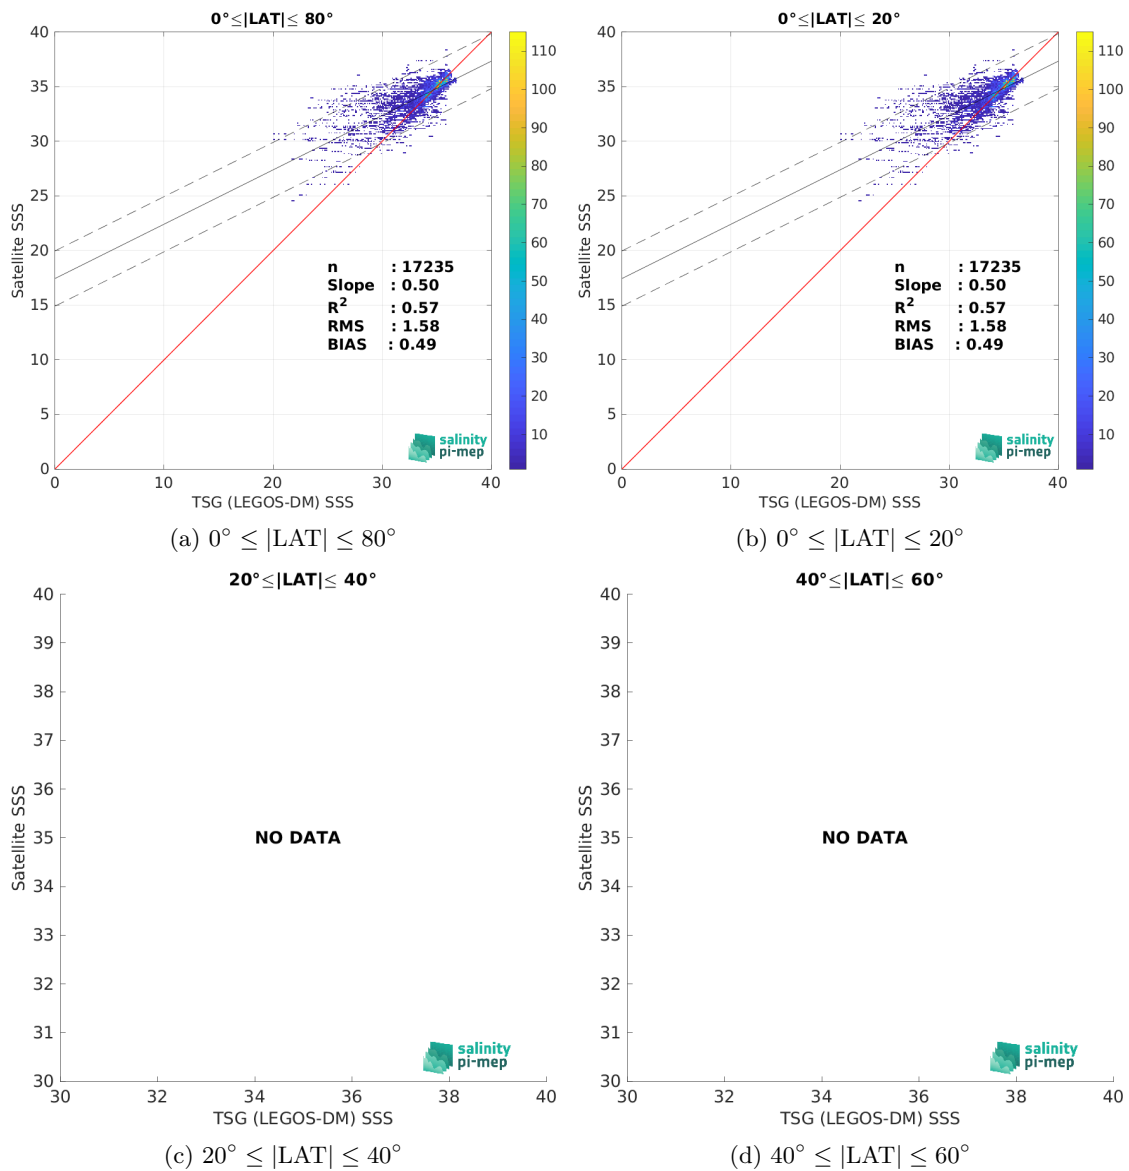 0°≤|LAT|≤ 80°
40
35
30
25
20
15
10
5
0
Satellite SSS
n : 17235
Slope : 0.50
R² : 0.57
RMS : 1.58
BIAS : 0.49
salinity
pi-mep
0 10 20 30 40
TSG (LEGOS-DM) SSS
110
100
90
80
70
60
50
40
30
20
10
(a) 0° ≤ |LAT| ≤ 80°
0°≤|LAT|≤ 20°
40
35
30
25
20
15
10
5
0
Satellite SSS
n : 17235
Slope : 0.50
R² : 0.57
RMS : 1.58
BIAS : 0.49
salinity
pi-mep
0 10 20 30 40
TSG (LEGOS-DM) SSS
110
100
90
80
70
60
50
40
30
20
10
(b) 0° ≤ |LAT| ≤ 20°
20°≤|LAT|≤ 40°
40
39
38
37
36
35
34
33
32
31
30
Satellite SSS
NO DATA
salinity
pi-mep
30 32 34 36 38 40
TSG (LEGOS-DM) SSS
(c) 20° ≤ |LAT| ≤ 40°
40°≤|LAT|≤ 60°
40
39
38
37
36
35
34
33
32
31
30
Satellite SSS
NO DATA
salinity
pi-mep
30 32 34 36 38 40
TSG (LEGOS-DM) SSS
(d) 40° ≤ |LAT| ≤ 60°